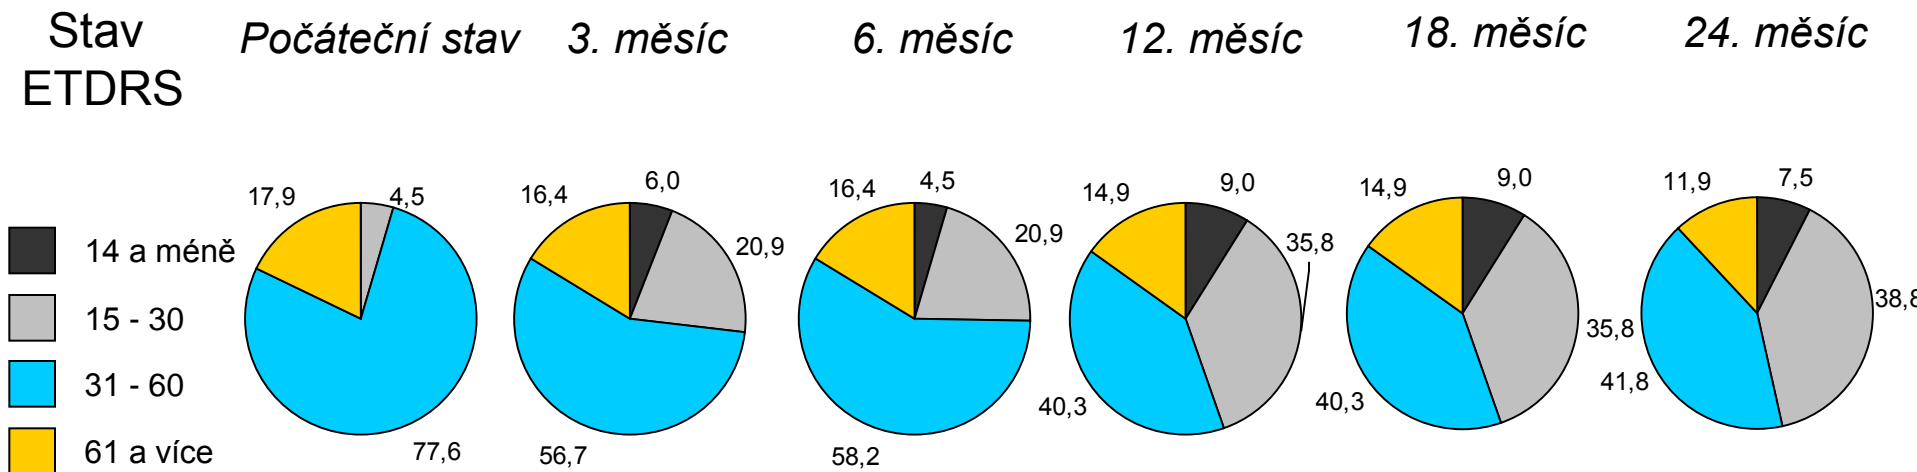 Stav
ETDRS
Počáteční stav
3. měsíc
6. měsíc
12. měsíc
18. měsíc
24. měsíc
14 a méně
15 - 30
31 - 60
61 a více
17,9
4,5
77,6
16,4
6,0
20,9
56,7
16,4
4,5
20,9
58,2
14,9
9,0
35,8
40,3
14,9
9,0
35,8
40,3
11,9
7,5
38,8
41,8